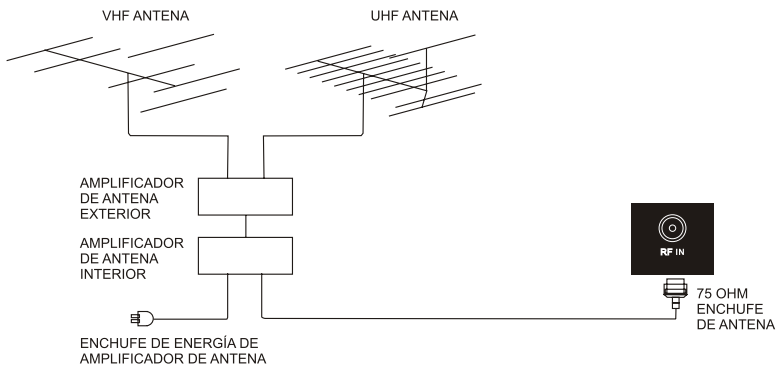 VHF ANTENA
UHF ANTENA
AMPLIFICADOR
DE ANTENA
EXTERIOR
AMPLIFICADOR
DE ANTENA
INTERIOR
RF IN
75 OHM
ENCHUFE
DE ANTENA
ENCHUFE DE ENERGÍA DE
AMPLIFICADOR DE ANTENA